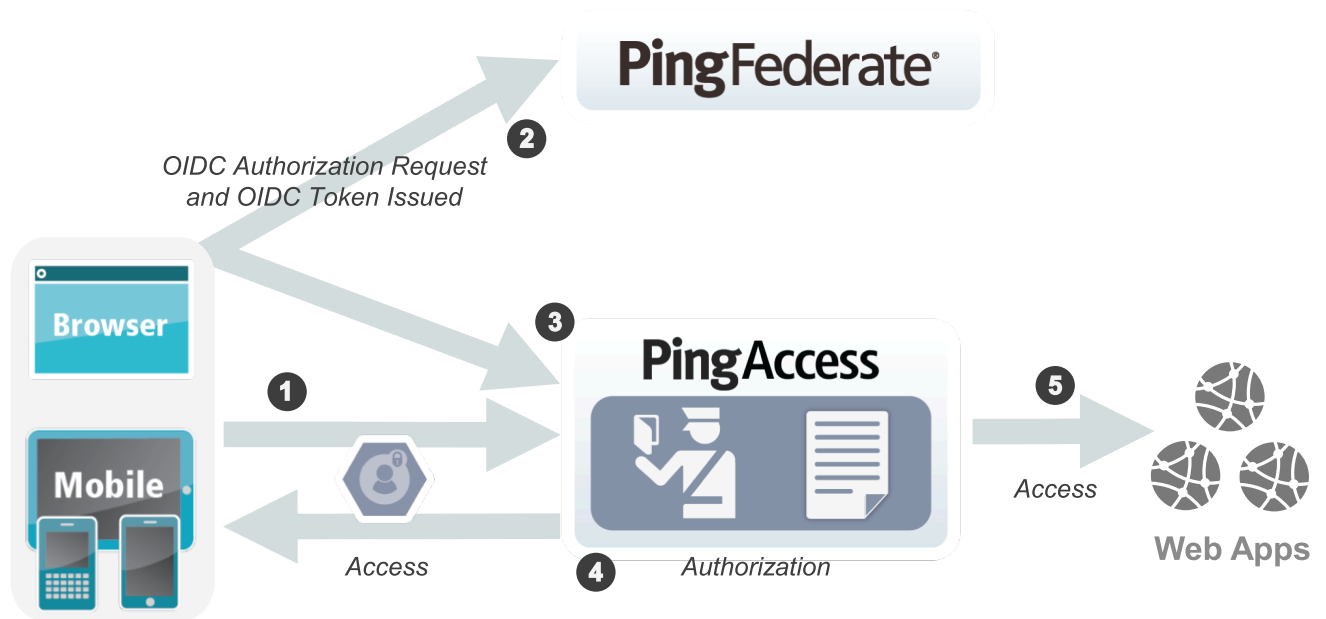 PingFederate®
2
OIDC Authorization Request
and OIDC Token Issued
Browser
3
PingAccess
1
5
Mobile
Access
Web Apps
Access
4
Authorization